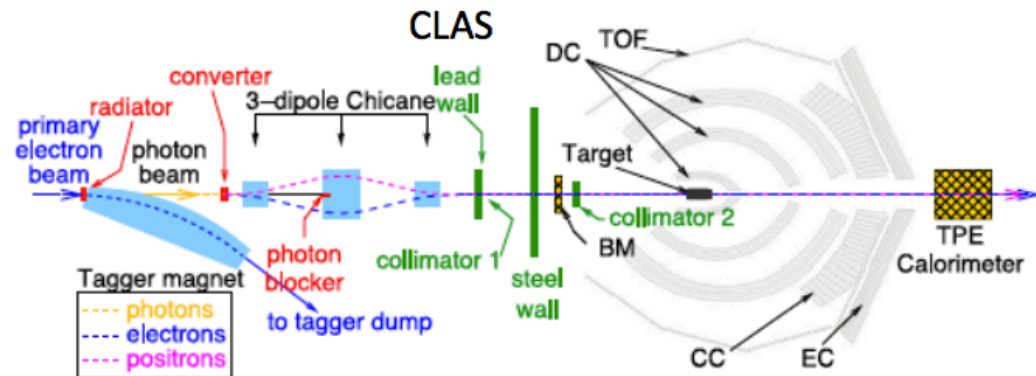 CLAS
TOF
DC
converter
lead
wall
radiator
3-dipole Chicane
primary
electron
beam
photon
beam
Target
collimator 2
BM
TPE
Calorimeter
photon
blocker
collimator 1
steel
wall
Tagger magnet
photons
electrons
positrons
to tagger dump
CC
EC